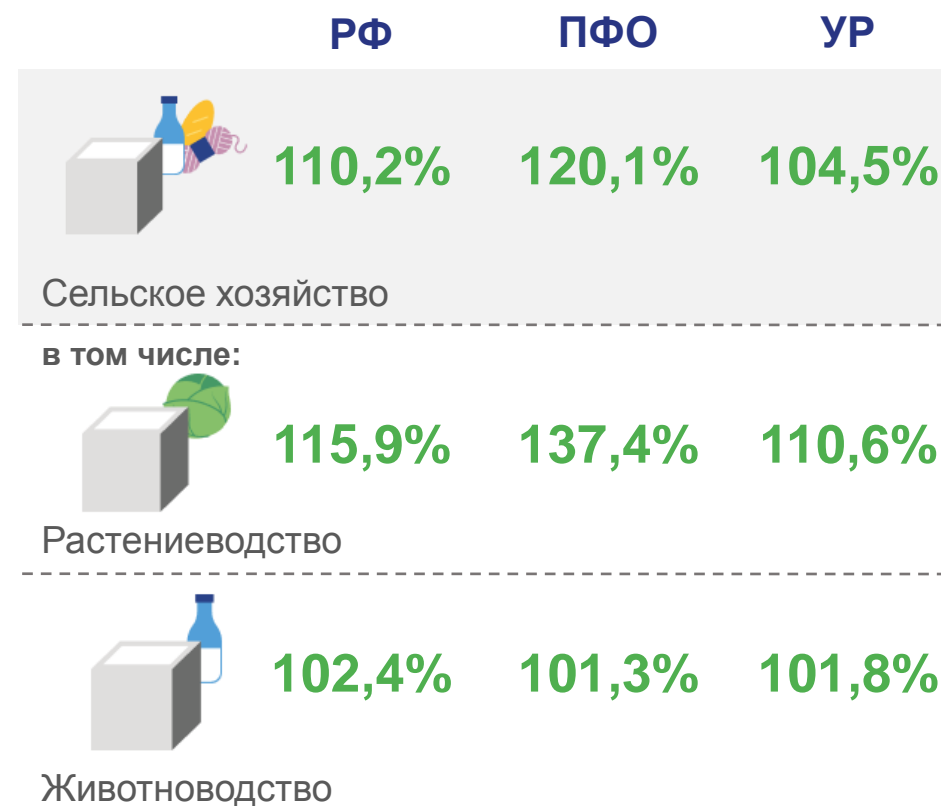 РФ ПФО УР
110,2% 120,1% 104,5%
Сельское хозяйство
в том числе:
115,9% 137,4% 110,6%
Растениеводство
102,4% 101,3% 101,8%
Животноводство